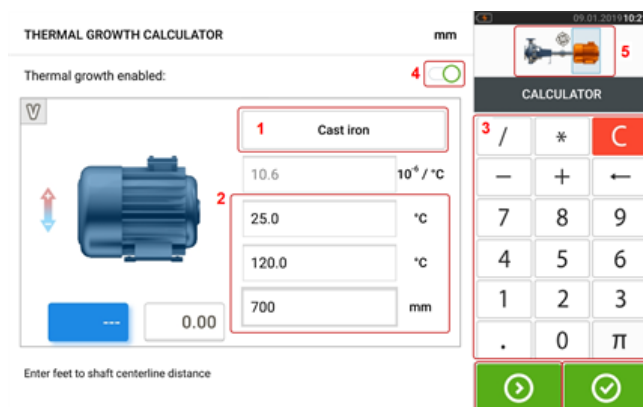 09.01.2019 10:2
THERMAL GROWTH CALCULATOR
mm
Thermal growth enabled:
4
5
CALCULATOR
V
1 Cast iron
10.6 10⁻⁶ / °C
2
25.0 °C
120.0 °C
700 mm
--- 0.00
Enter feet to shaft centerline distance
3
/ * C
− + ←
7 8 9
4 5 6
1 2 3
. 0 π